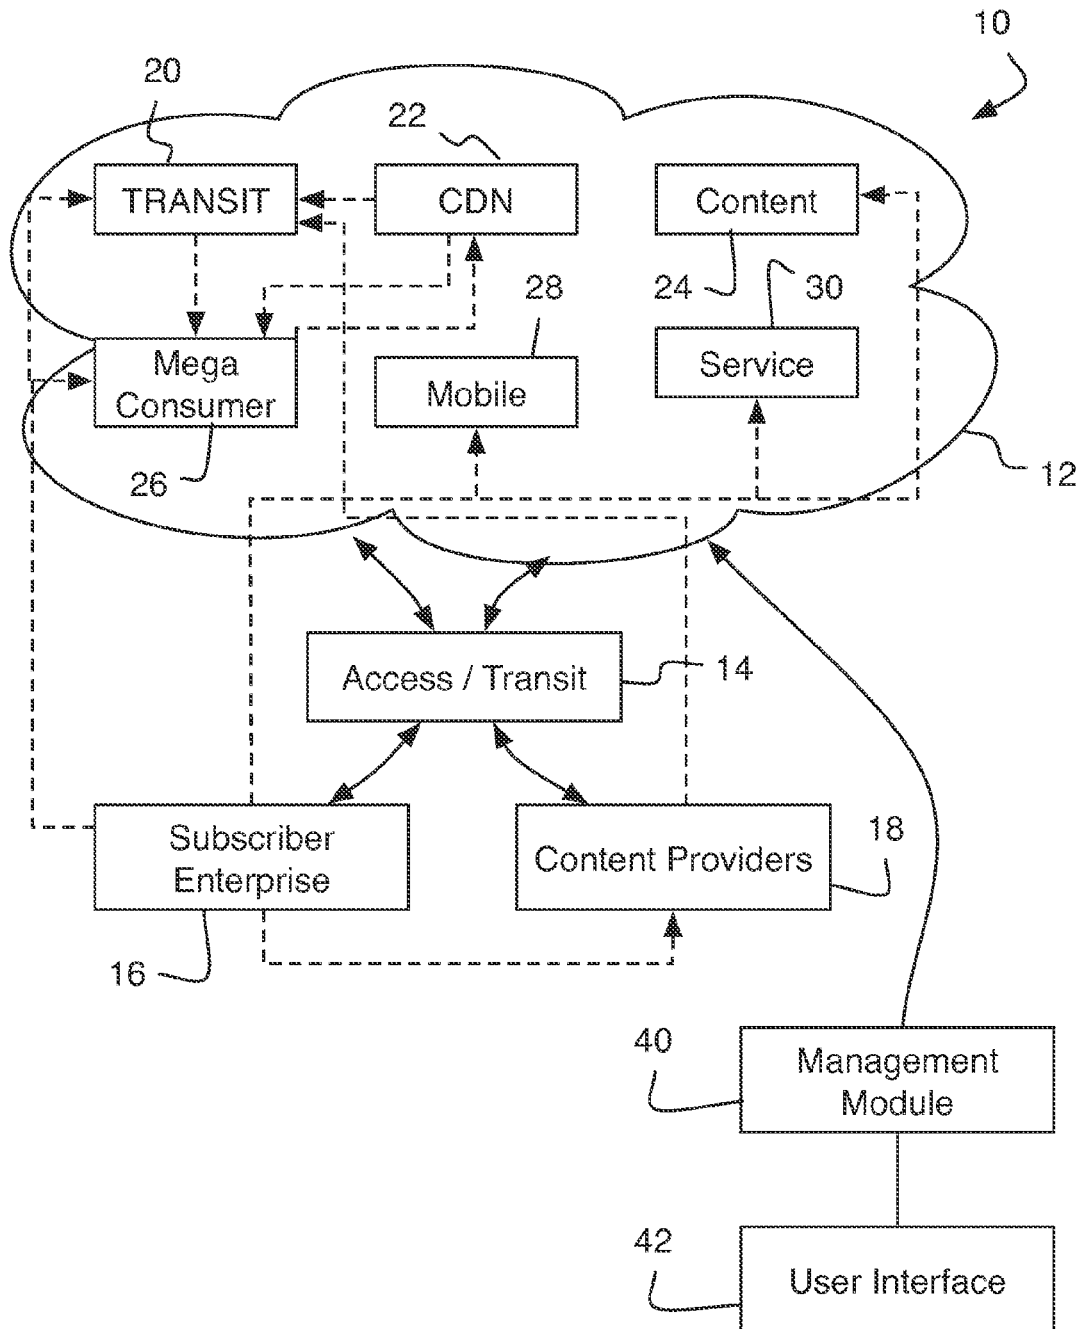 10
20
22
TRANSIT
CDN
Content
24
28
30
Mega
Consumer
Mobile
Service
26
12
Access / Transit
14
Subscriber
Enterprise
Content Providers
18
16
40
Management
Module
42
User Interface